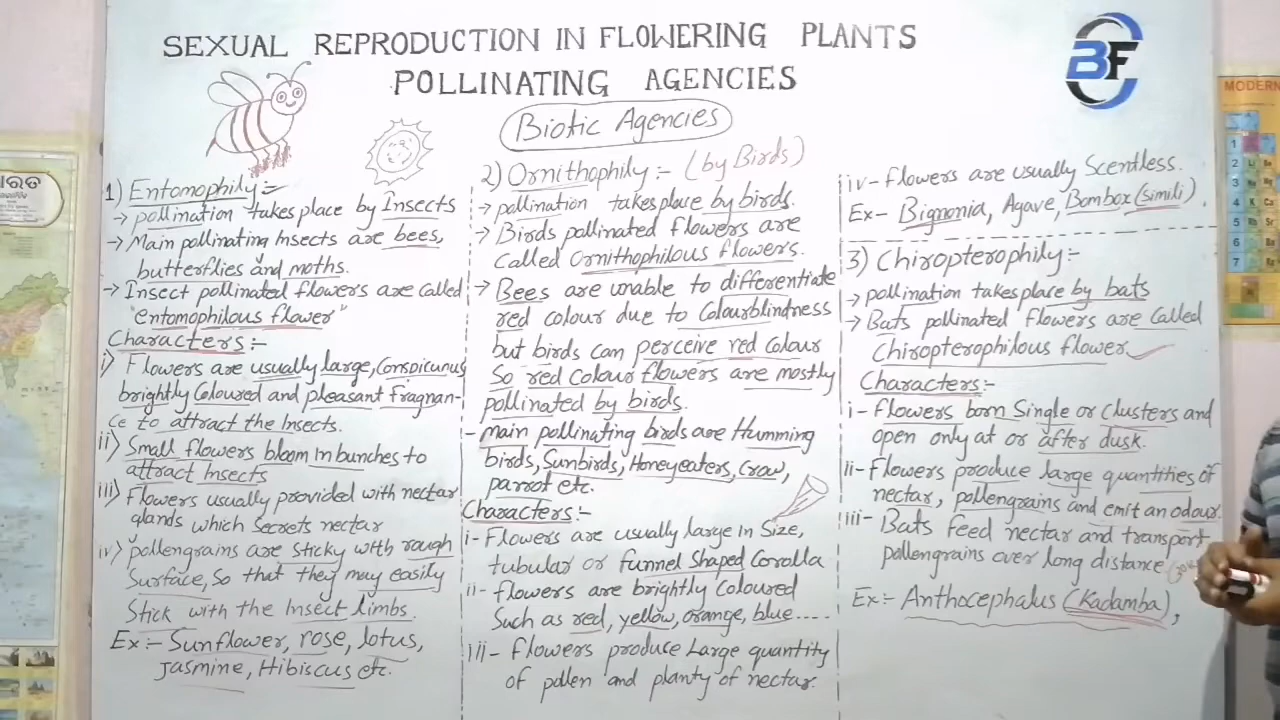 SEXUAL REPRODUCTION IN FLOWERING PLANTS
POLLINATING AGENCIES
BF
Biotic Agencies
1) Entomophily:-
→ pollination takes place by Insects
→ Main pollinating Insects are bees,
butterflies and moths.
→ Insect pollinated flowers are called
"entomophilous flower"
Characters:-
i) Flowers are usually large, conspicunus
brightly coloured and pleasant fragnan-
ce to attract the Insects.
ii) Small flowers bloom in bunches to
attract Insects
iii) Flowers usually provided with nectar
glands which secrets nectar
iv) pollengrains are sticky with rough
Surface, So that they may easily
Stick with the Insect limbs.
Ex:- Sunflower, rose, lotus,
Jasmine, Hibiscus etc.
2) Ornithophily:- (by Birds)
→ pollination takes place by birds.
→ Birds pollinated flowers are
called Ornithophilous flowers.
→ Bees are unable to differentiate
red colour due to Colourblindness
but birds can perceive red colour
So red colour flowers are mostly
pollinated by birds.
- Main pollinating birds are Humming
birds, Sunbirds, Honeyeaters, Crow,
parrot etc.
Characters:-
i- Flowers are usually large in Size,
tubular or funnel Shaped Corolla
ii- flowers are brightly Coloured
Such as red, yellow, orange, blue.....
iii- Flowers produce Large quantity
of pollen and planty of nectar.
iv- Flowers are usually Scentless.
Ex- Bignonia, Agave, Bombox (simili).
3) Chiropterophily:-
→ pollination takes place by bats
→ Bats pollinated flowers are Called
Chiropterophilous flower
Characters:-
i- Flowers born Single or Clusters and
open only at or after dusk.
ii- Flowers produce large quantities of
nectar, pollengrains and emit an odour.
iii- Bats feed nectar and transport
pollengrains over long distance
Ex:- Anthocephalus (Kadamba),
MODERN